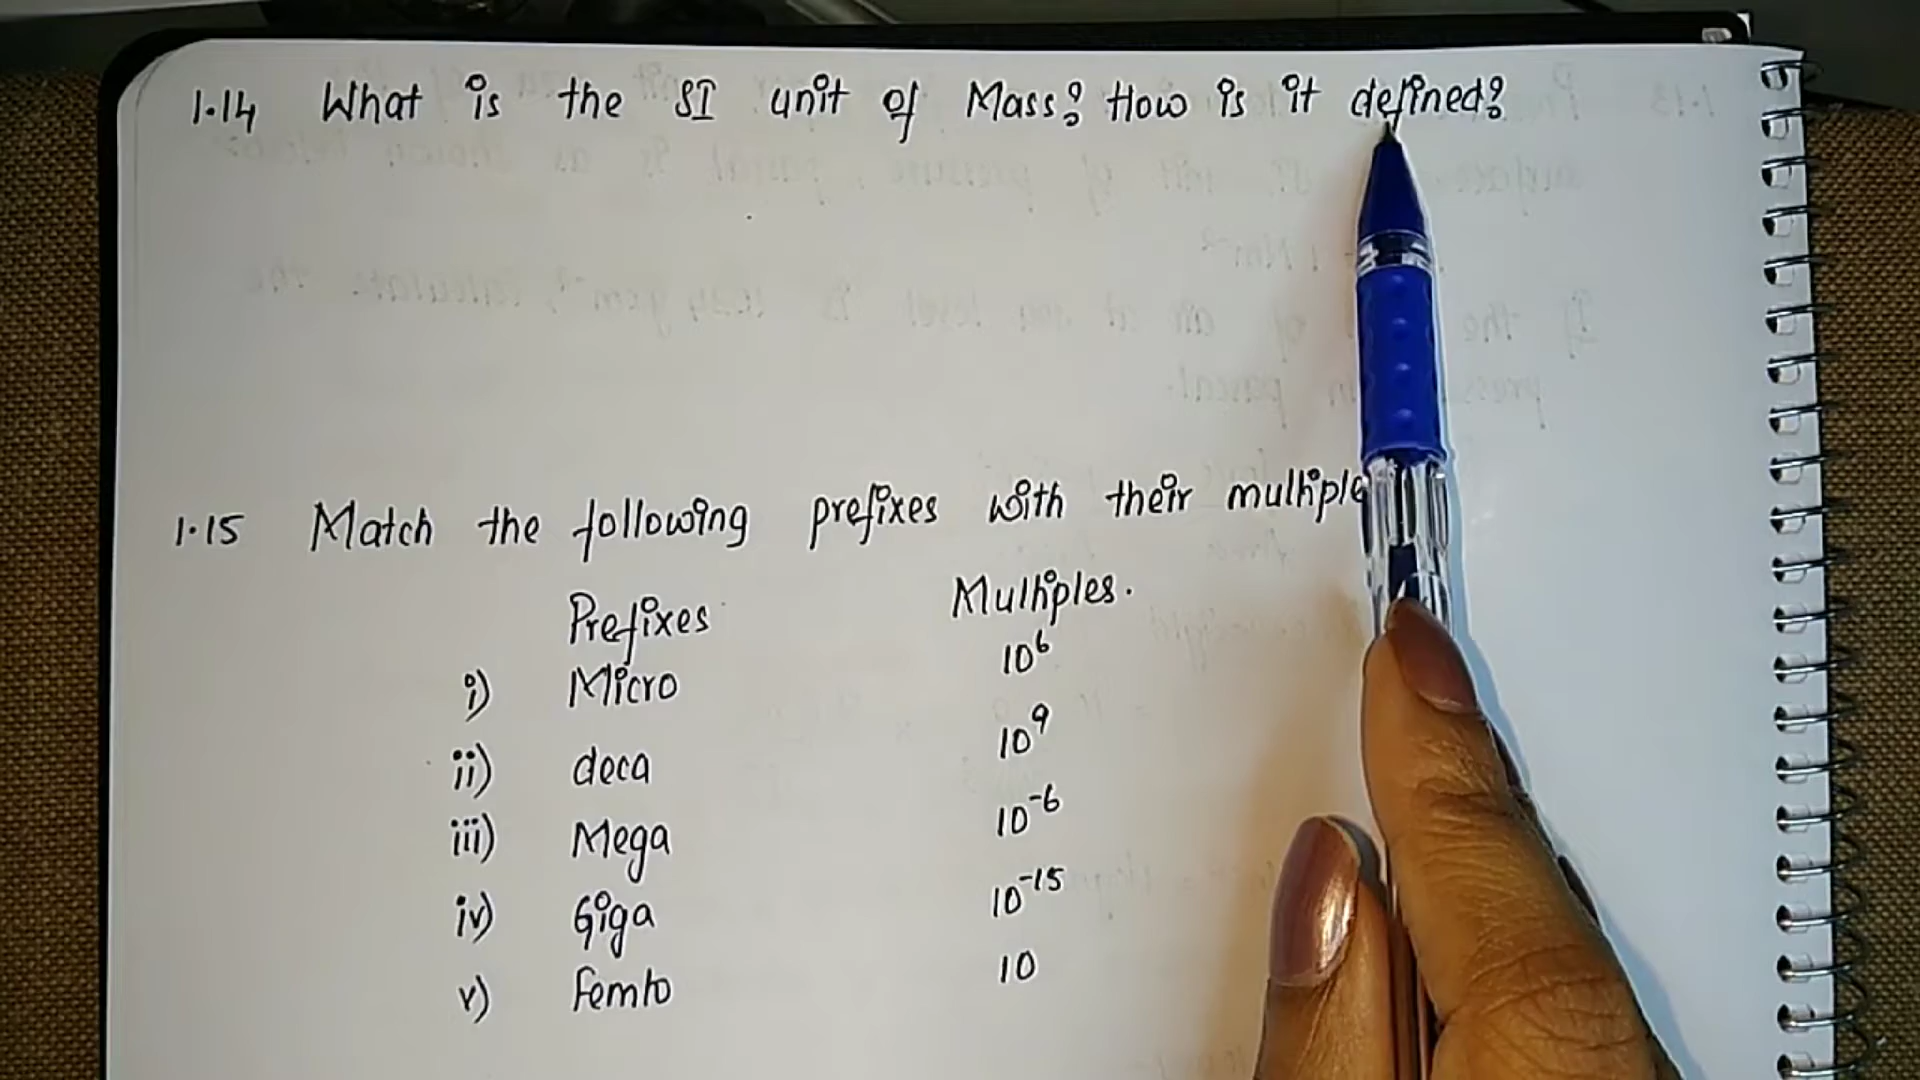 1.14 What is the SI unit of Mass? How is it defined?
1.15 Match the following prefixes with their multiple
Prefixes Multiples.
i) Micro 10⁶
ii) deca 10⁹
iii) Mega 10⁻⁶
iv) Giga 10⁻¹⁵
v) femto 10